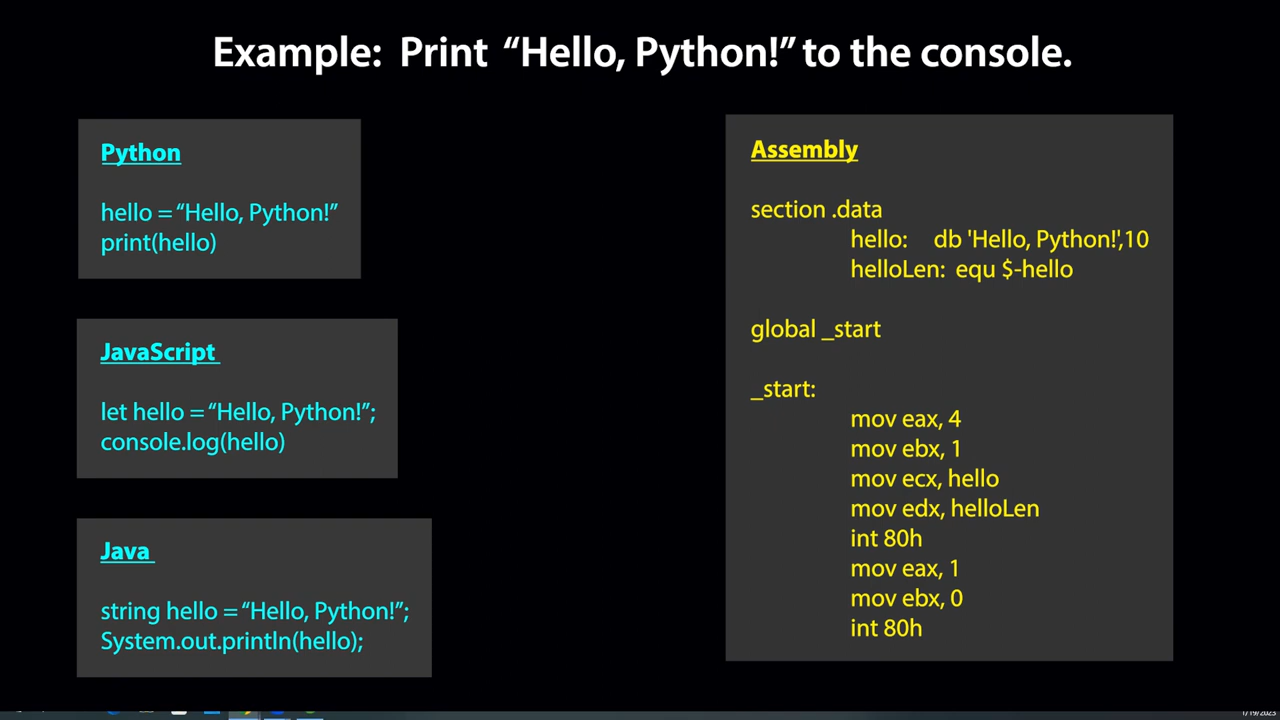 Example:  Print  “Hello, Python!” to the console.
Python
hello = “Hello, Python!”
print(hello)
JavaScript
let hello = “Hello, Python!”;
console.log(hello)
Java
string hello = “Hello, Python!”;
System.out.println(hello);
Assembly
section .data
hello:    db 'Hello, Python!',10
helloLen:  equ $-hello
global _start
_start:
mov eax, 4
mov ebx, 1
mov ecx, hello
mov edx, helloLen
int 80h
mov eax, 1
mov ebx, 0
int 80h
1/19/2023